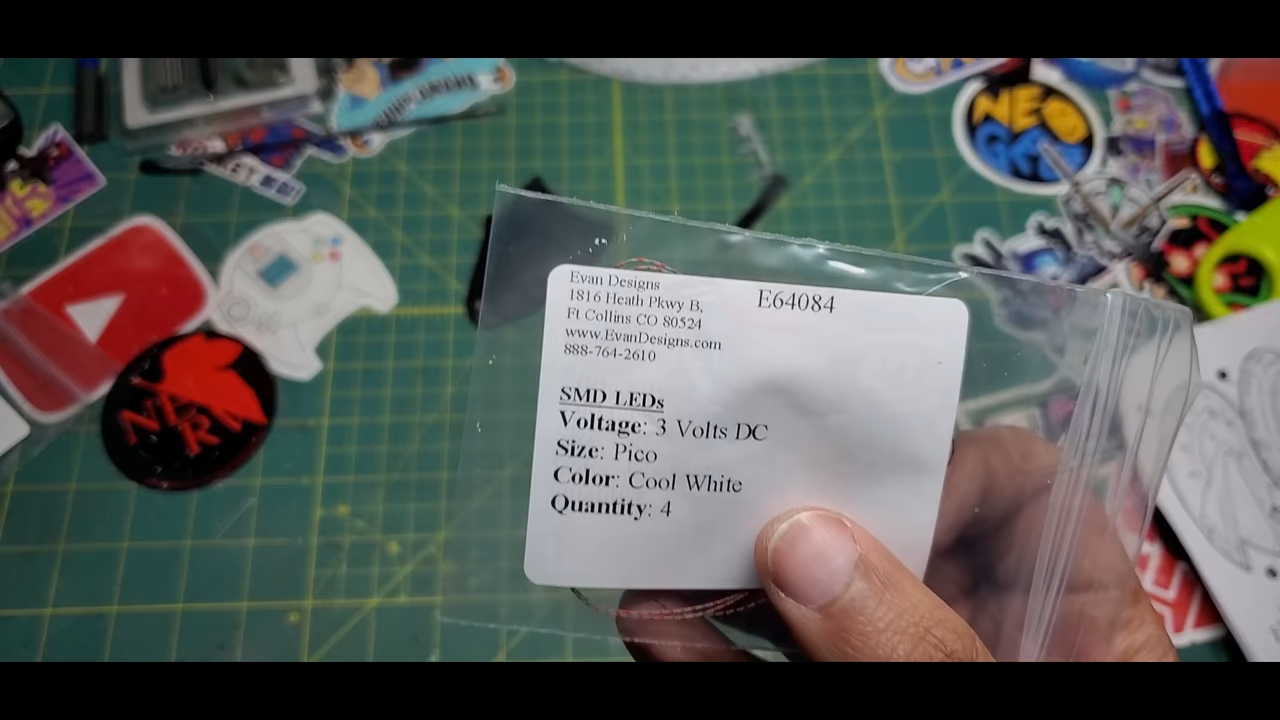 NEO
GEO
NERV
Evan Designs
1816 Heath Pkwy B,
Ft Collins CO 80524
www.EvanDesigns.com
888-764-2610
E64084
SMD LEDs
Voltage: 3 Volts DC
Size: Pico
Color: Cool White
Quantity: 4